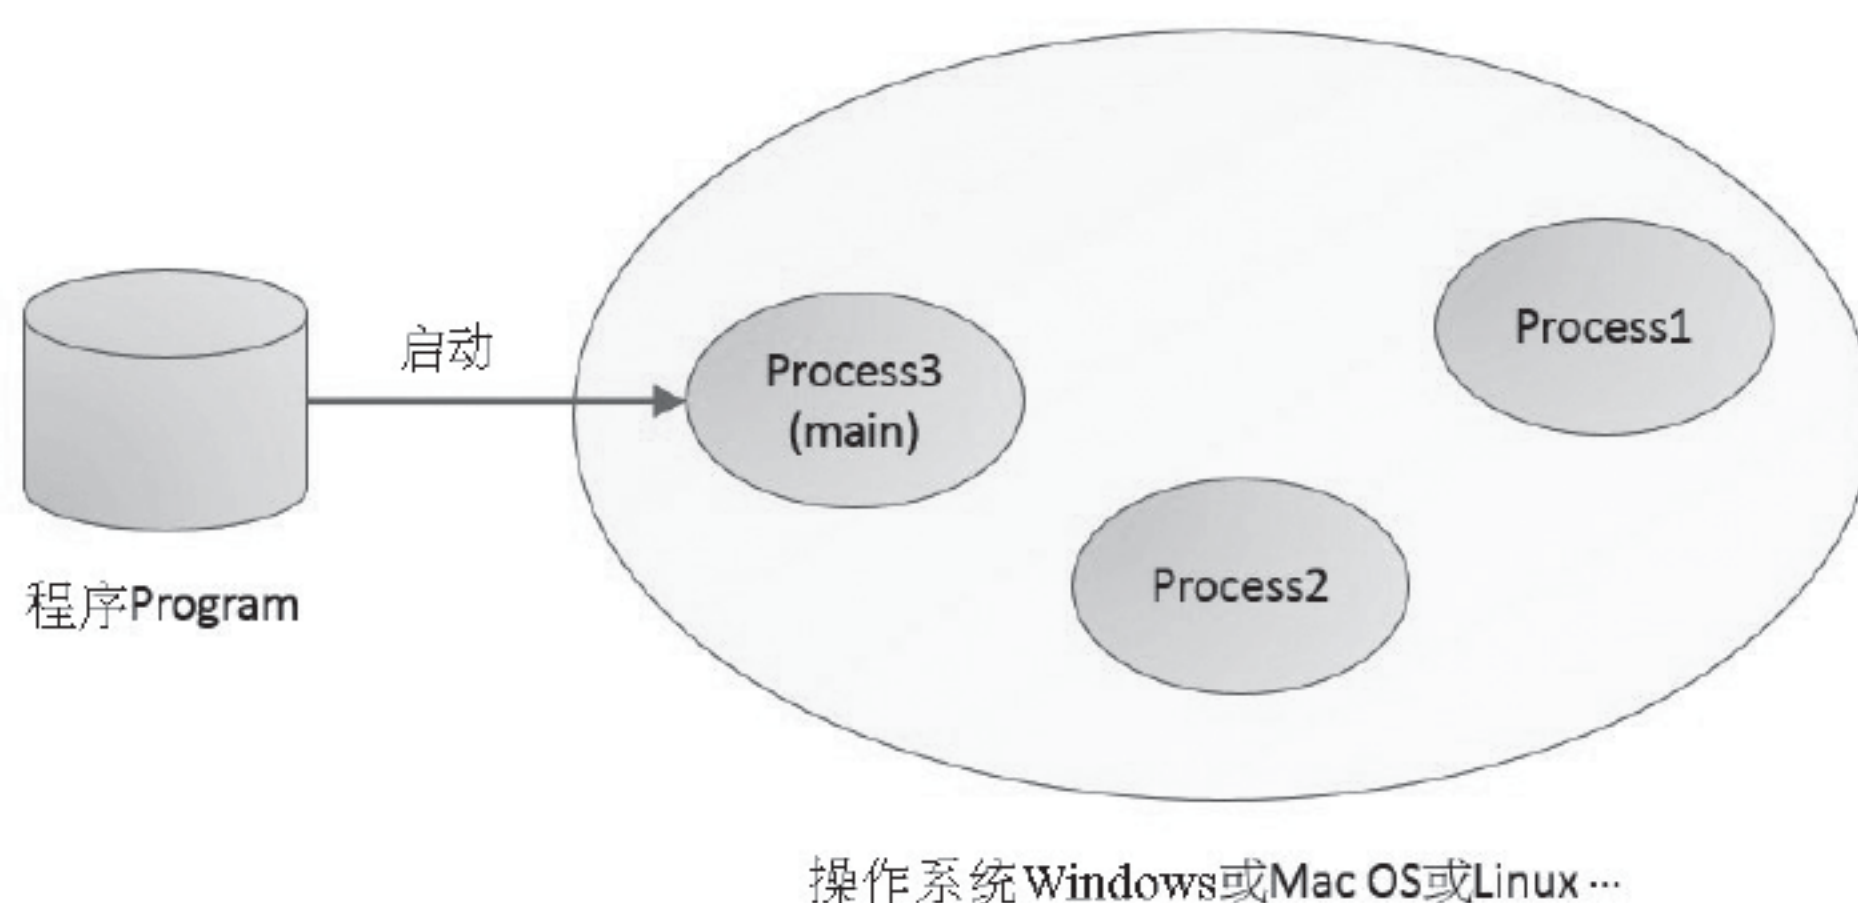 启动
Process3
(main)
Process1
Process2
程序Program
操作系统Windows或Mac OS或Linux …